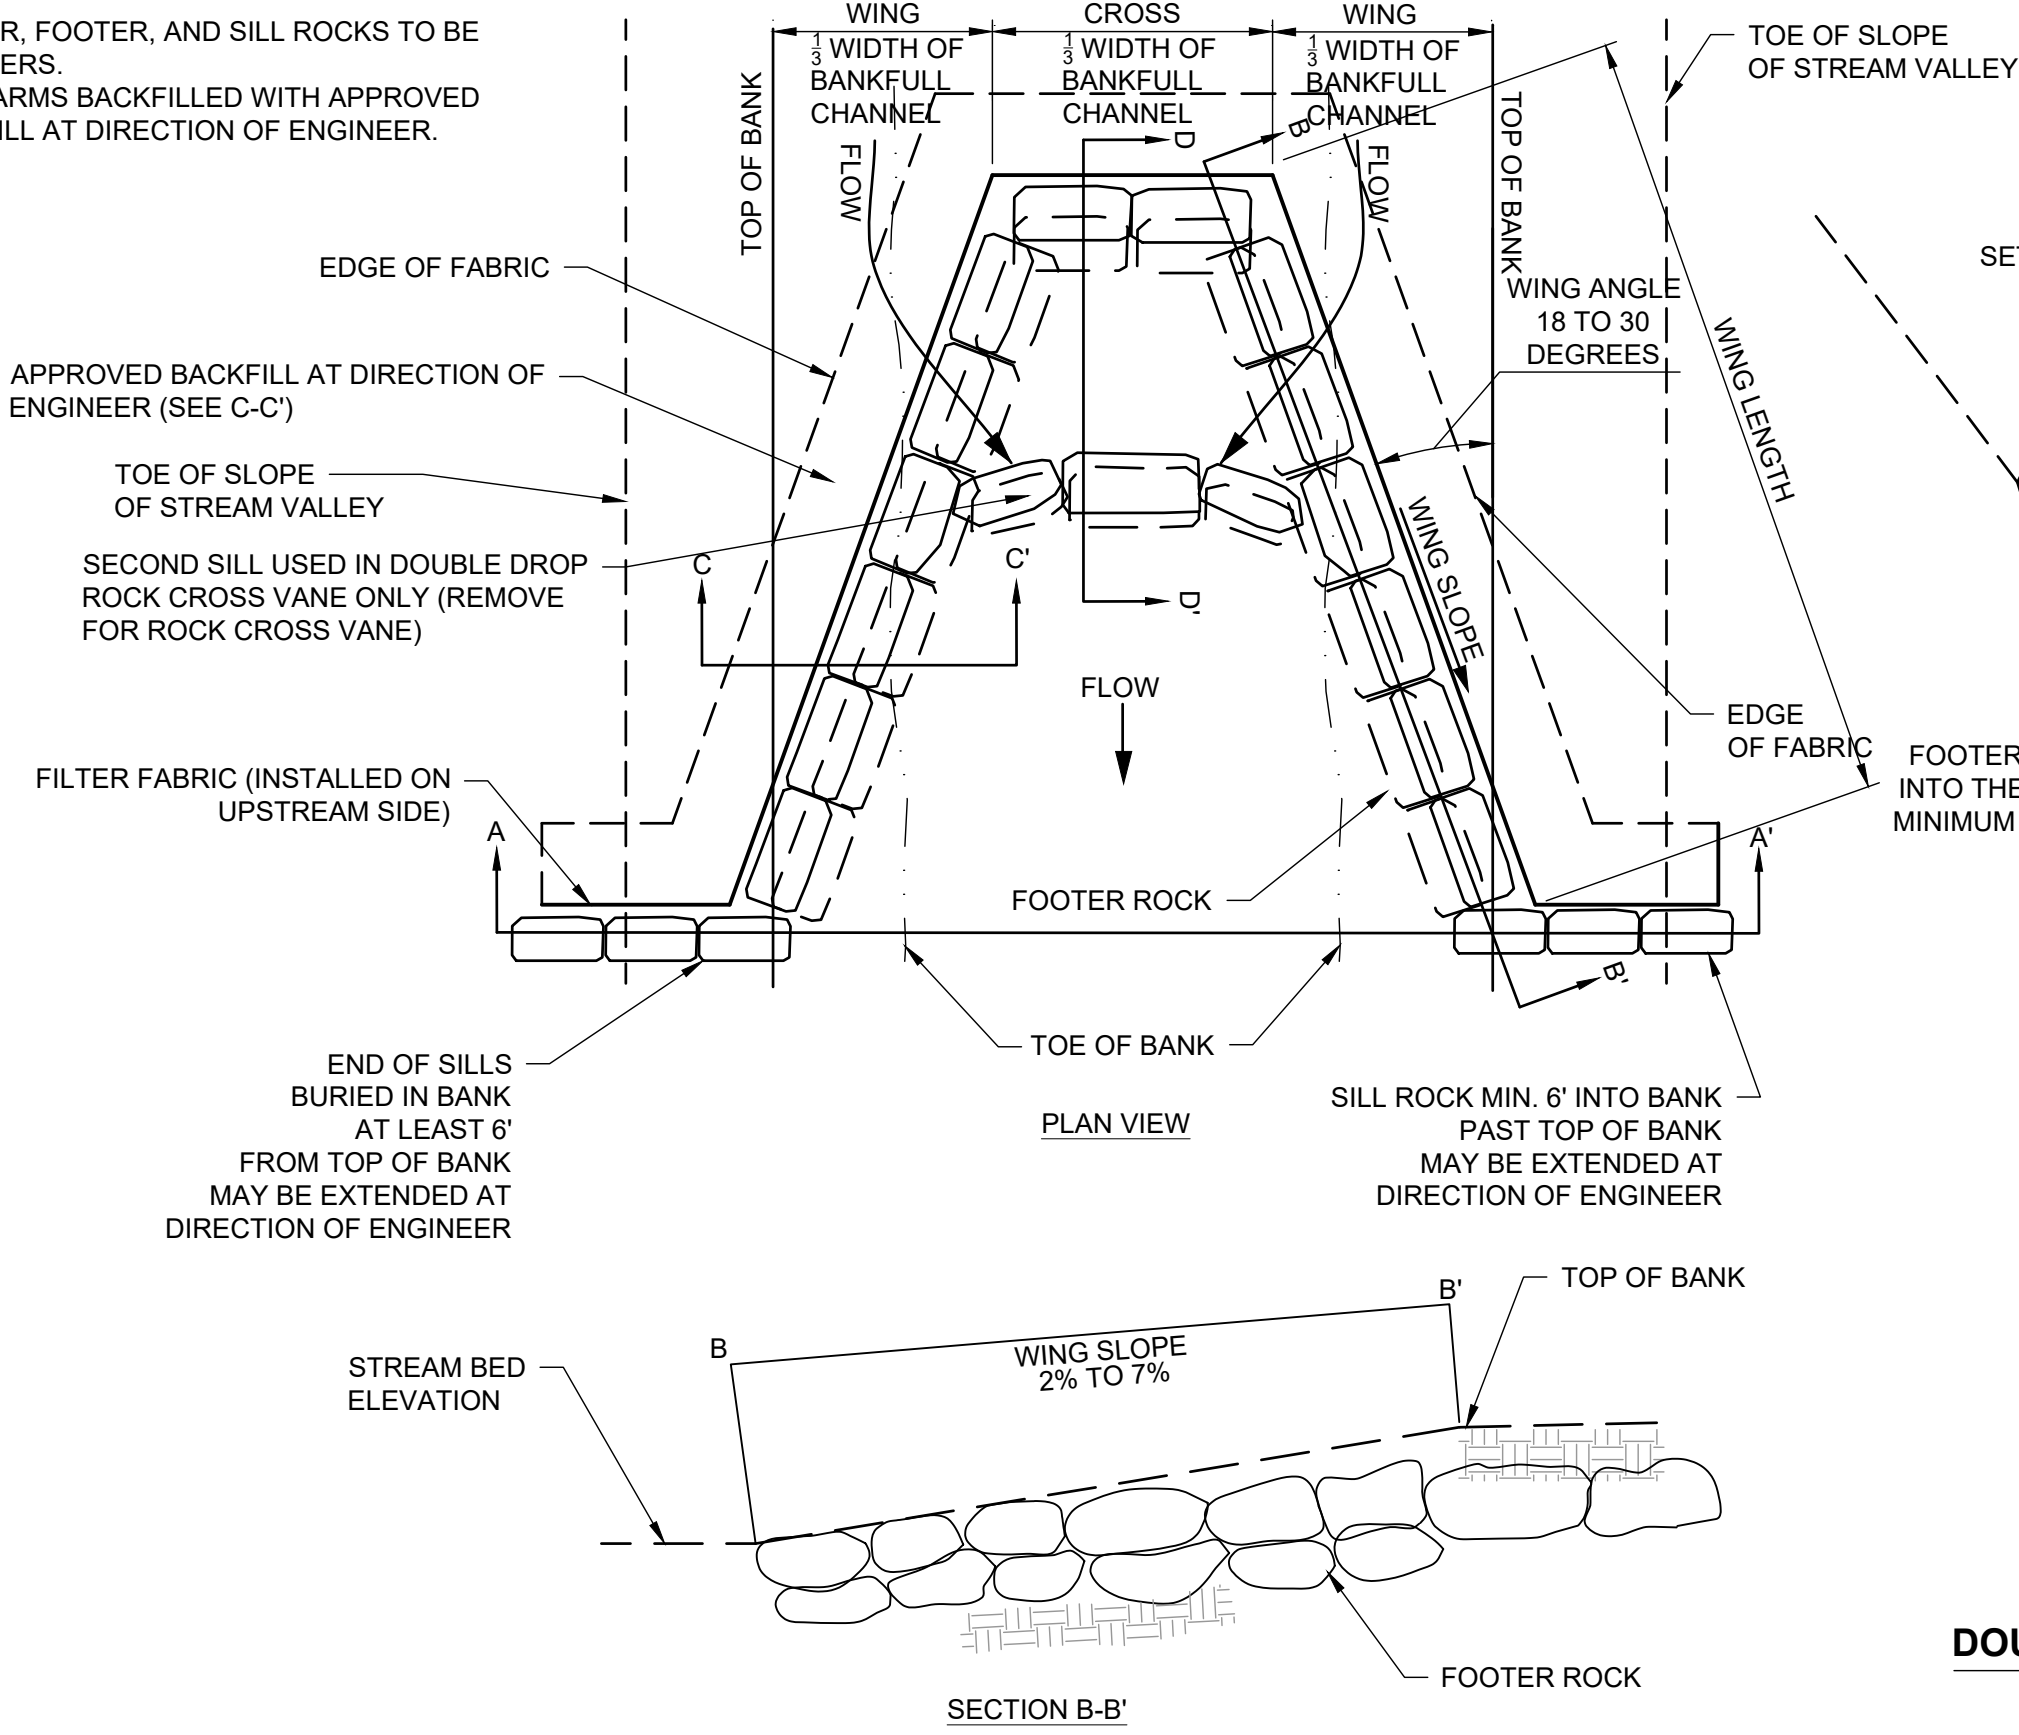 R, FOOTER, AND SILL ROCKS TO BE
ERS.
ARMS BACKFILLED WITH APPROVED
ILL AT DIRECTION OF ENGINEER.
WING
1/3 WIDTH OF
BANKFULL
CHANNEL
CROSS
1/3 WIDTH OF
BANKFULL
CHANNEL
WING
1/3 WIDTH OF
BANKFULL
CHANNEL
TOE OF SLOPE
OF STREAM VALLEY
TOP OF BANK
FLOW
D
B
FLOW
TOP OF BANK
SET
EDGE OF FABRIC
WING ANGLE
18 TO 30
DEGREES
WING LENGTH
APPROVED BACKFILL AT DIRECTION OF
ENGINEER (SEE C-C')
TOE OF SLOPE
OF STREAM VALLEY
WING SLOPE
SECOND SILL USED IN DOUBLE DROP
ROCK CROSS VANE ONLY (REMOVE
FOR ROCK CROSS VANE)
C
C'
D'
FLOW
EDGE
OF FABRIC
FOOTER
INTO THE
MINIMUM
FILTER FABRIC (INSTALLED ON
UPSTREAM SIDE)
A
A'
FOOTER ROCK
B'
TOE OF BANK
END OF SILLS
BURIED IN BANK
AT LEAST 6'
FROM TOP OF BANK
MAY BE EXTENDED AT
DIRECTION OF ENGINEER
SILL ROCK MIN. 6' INTO BANK
PAST TOP OF BANK
MAY BE EXTENDED AT
DIRECTION OF ENGINEER
PLAN VIEW
TOP OF BANK
B
B'
WING SLOPE
2% TO 7%
STREAM BED
ELEVATION
FOOTER ROCK
SECTION B-B'
DOU